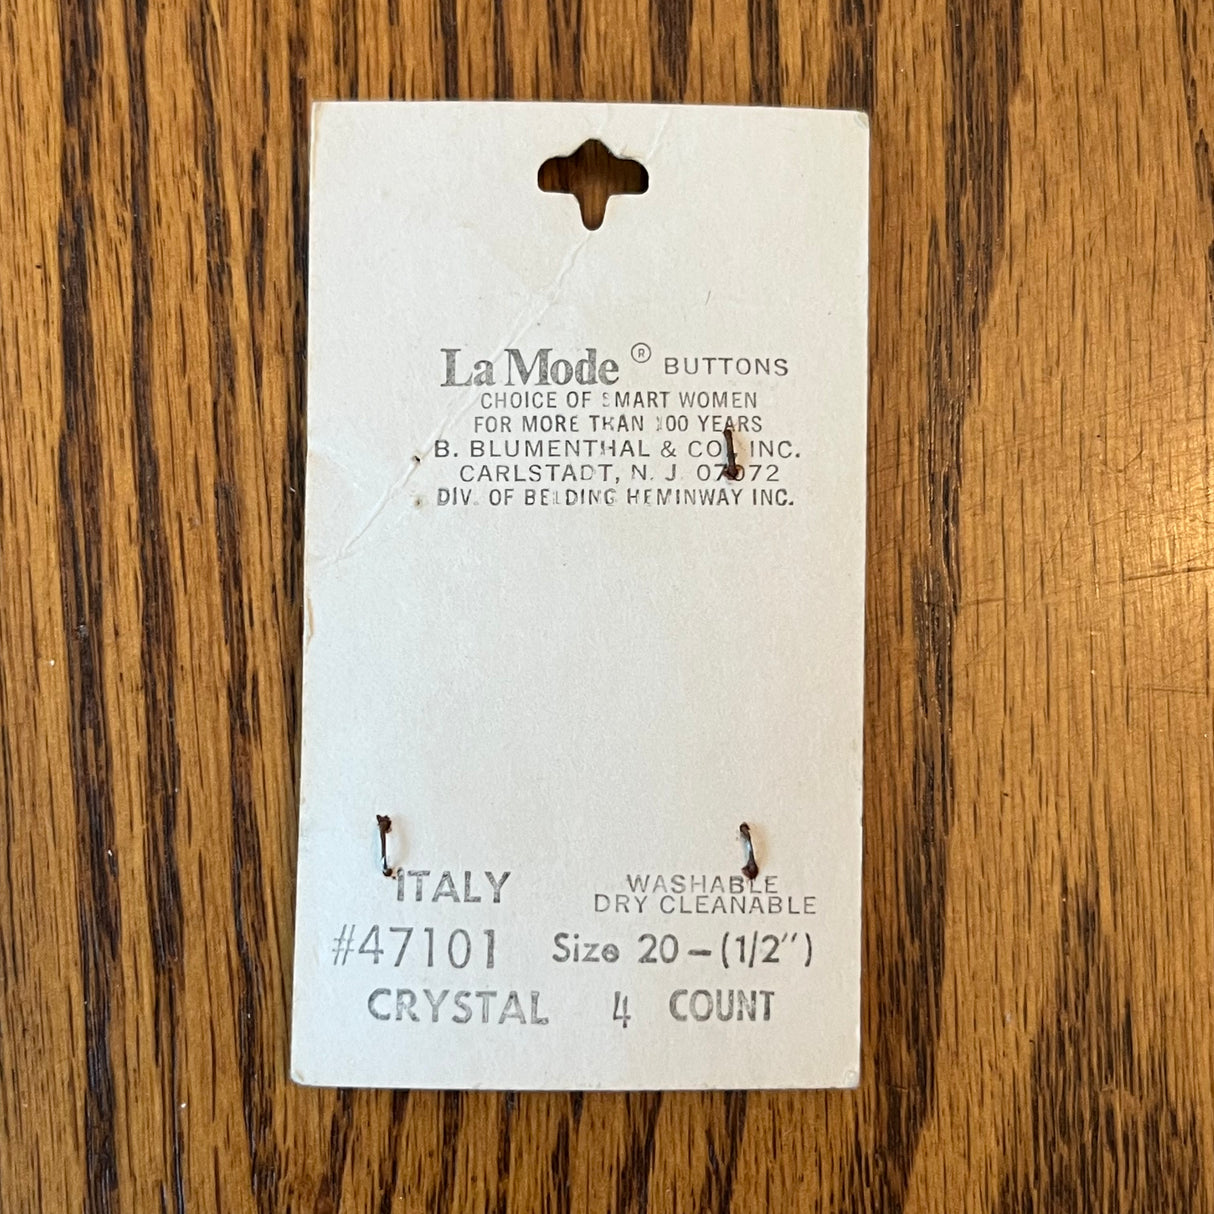 La Mode ® BUTTONS
CHOICE OF SMART WOMEN
FOR MORE THAN 100 YEARS
B. BLUMENTHAL & CO., INC.
CARLSTADT, N. J. 07072
DIV. OF BELDING HEMINWAY INC.
ITALY
WASHABLE
DRY CLEANABLE
#47101 Size 20 – (1/2")
CRYSTAL 4 COUNT